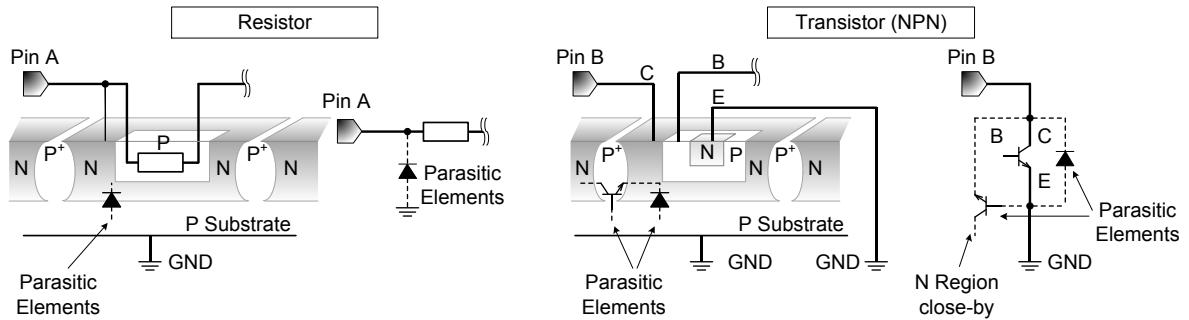 Resistor
Pin A
N
P+
N
P
N
P+
N
P Substrate
GND
Parasitic
Elements
Pin A
Parasitic
Elements
Transistor (NPN)
Pin B
C
B
E
N
P+
N
N
P
N
P+
N
P Substrate
GND
GND
Parasitic
Elements
Pin B
B
C
E
Parasitic
Elements
GND
N Region
close-by